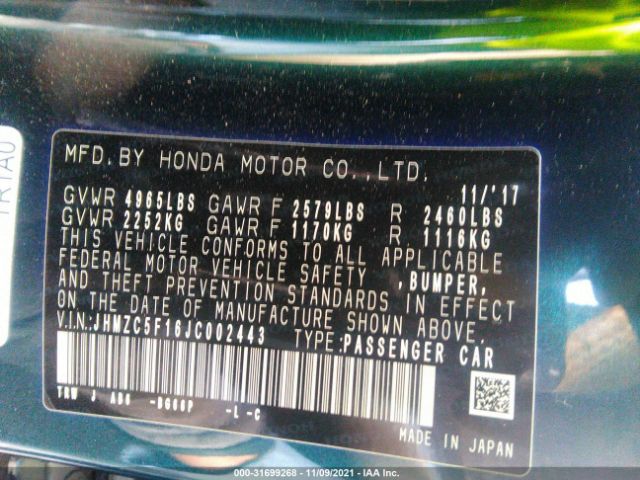 MFD. BY HONDA MOTOR CO., LTD.
11/'17
GVWR 4965LBS GAWR F 2579LBS R 2460LBS
GVWR 2252KG GAWR F 1170KG R 1116KG
THIS VEHICLE CONFORMS TO ALL APPLICABLE
FEDERAL MOTOR VEHICLE SAFETY ,BUMPER,
AND THEFT PREVENTION STANDARDS IN EFFECT
ON THE DATE OF MANUFACTURE SHOWN ABOVE.
V.IN:JHMZC5F16JC002443 TYPE:PASSENGER CAR
-L -C
MADE IN JAPAN
000-31699268 - 11/09/2021 - IAA Inc.